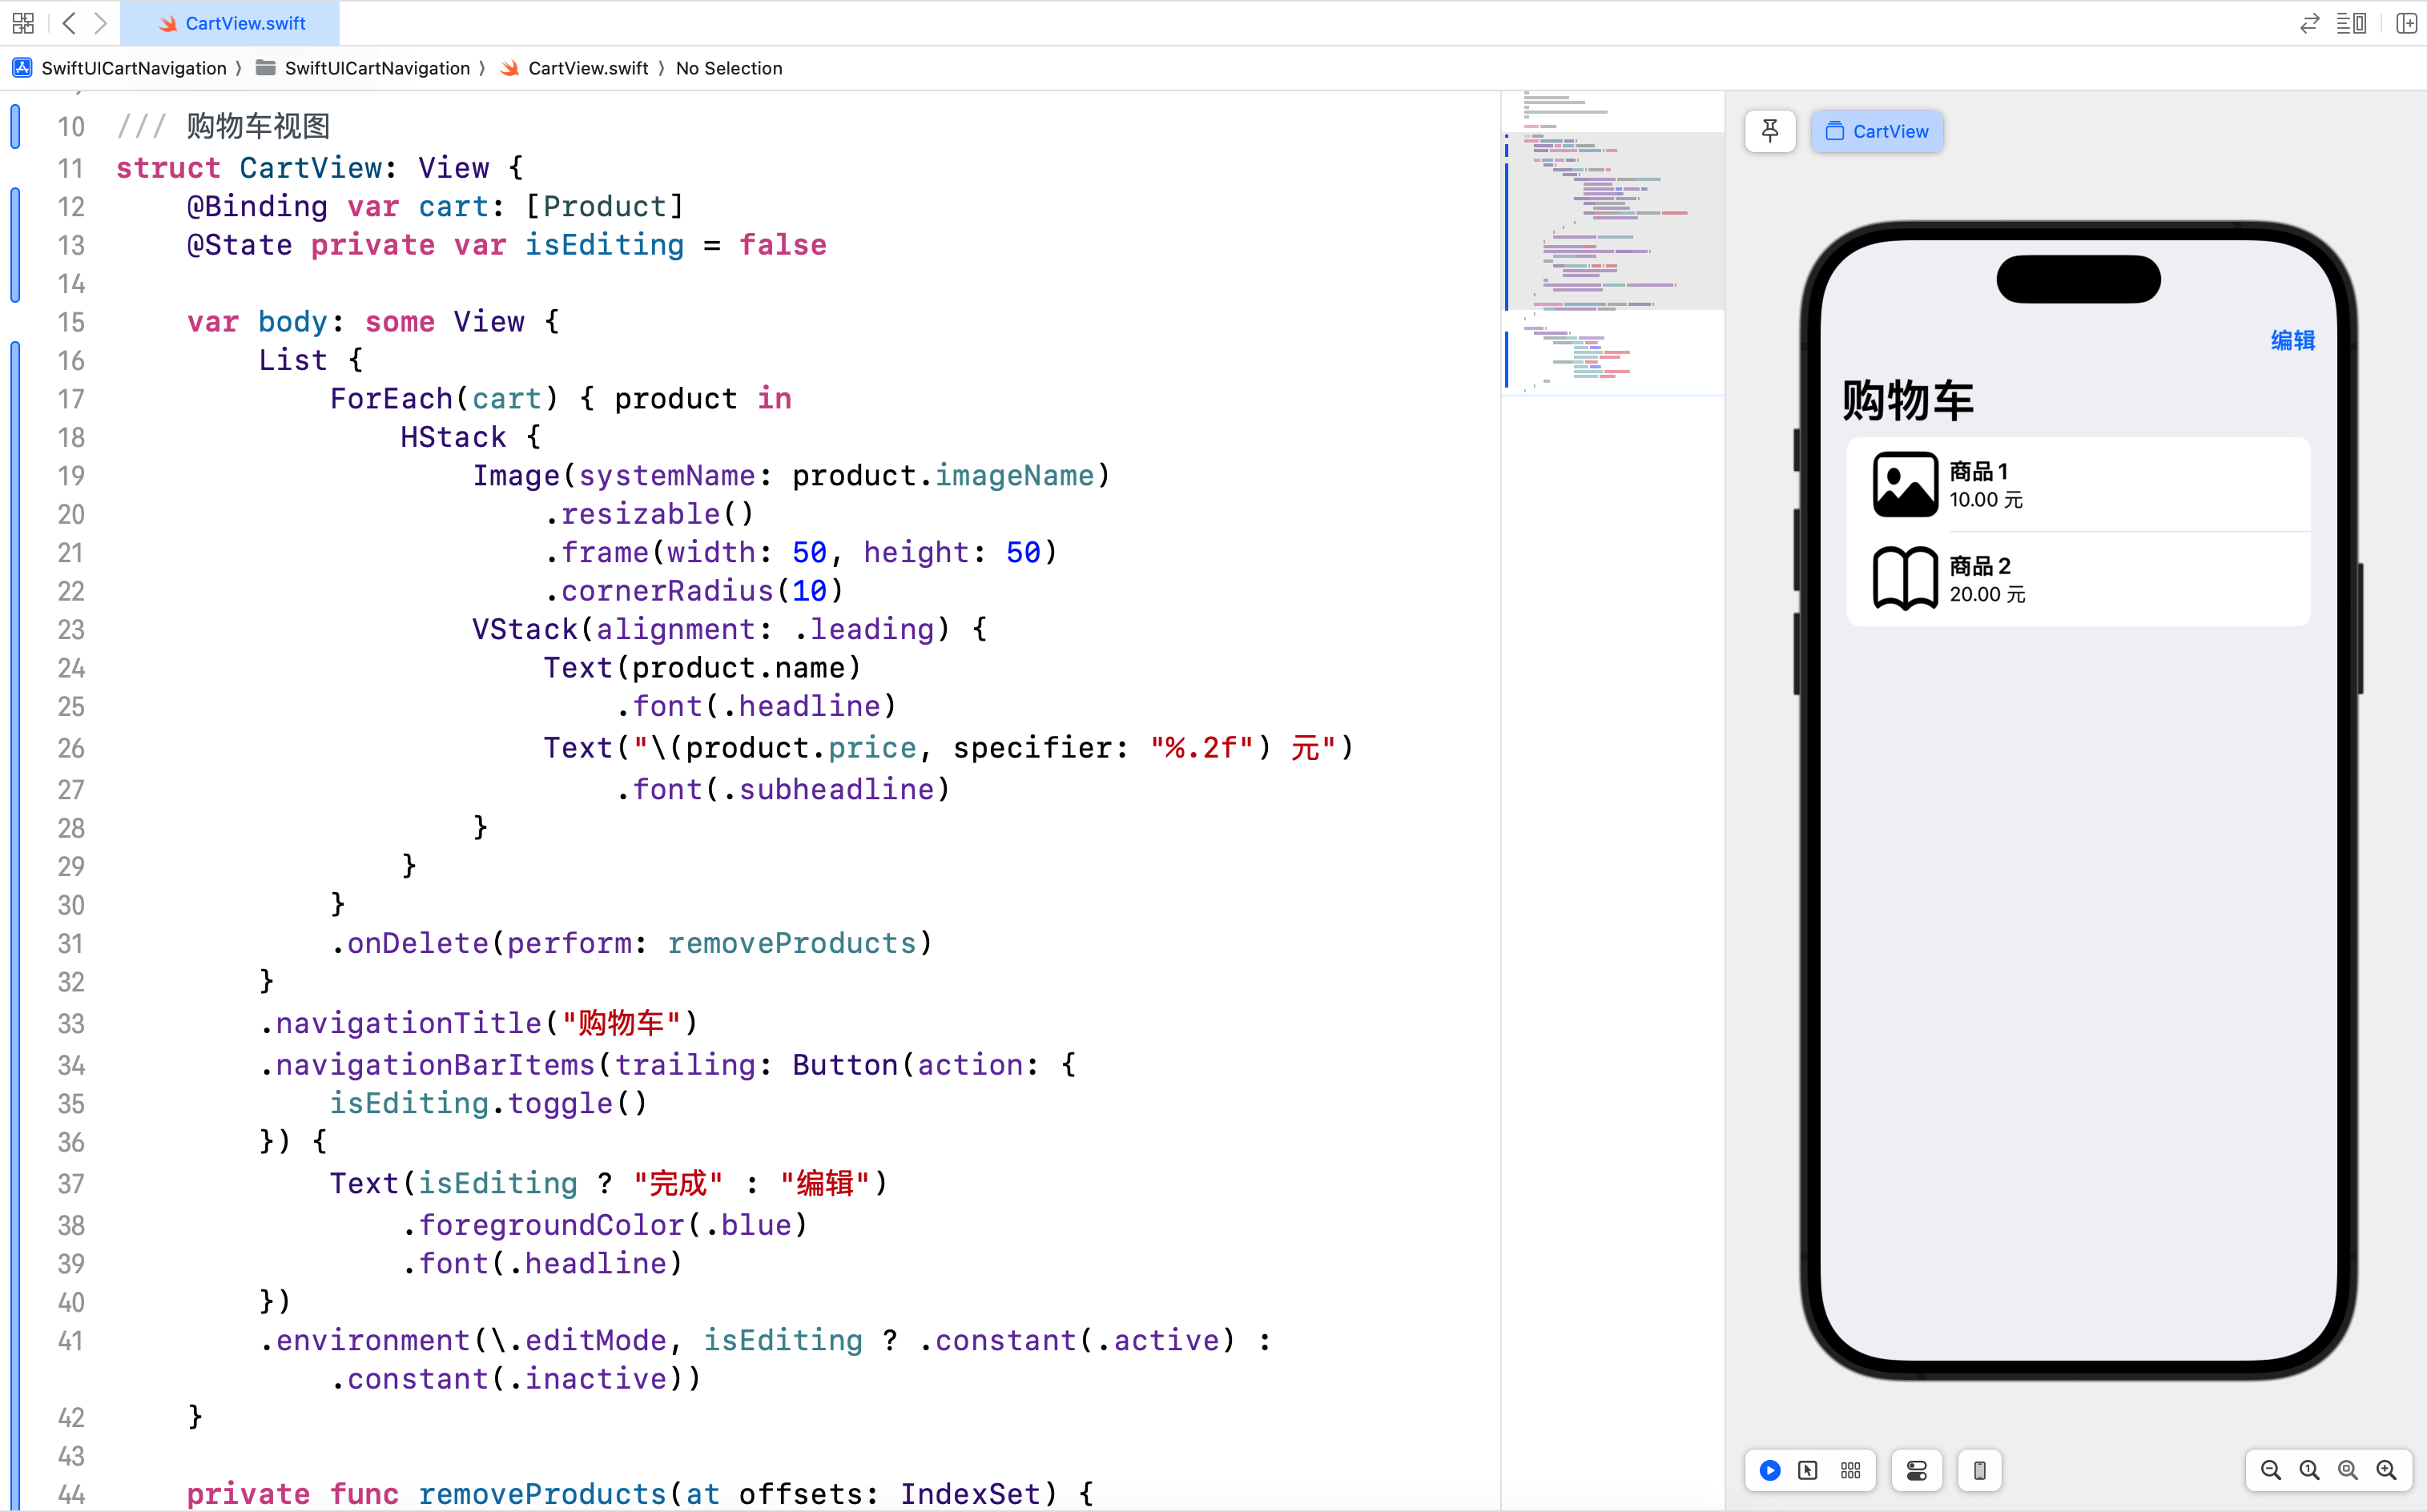 CartView.swift
SwiftUICartNavigation 〉 SwiftUICartNavigation 〉 CartView.swift 〉 No Selection
10 /// 购物车视图
11 struct CartView: View {
12     @Binding var cart: [Product]
13     @State private var isEditing = false
14
15     var body: some View {
16         List {
17             ForEach(cart) { product in
18                 HStack {
19                     Image(systemName: product.imageName)
20                         .resizable()
21                         .frame(width: 50, height: 50)
22                         .cornerRadius(10)
23                     VStack(alignment: .leading) {
24                         Text(product.name)
25                             .font(.headline)
26                         Text("\(product.price, specifier: "%.2f") 元")
27                             .font(.subheadline)
28                     }
29                 }
30             }
31             .onDelete(perform: removeProducts)
32         }
33         .navigationTitle("购物车")
34         .navigationBarItems(trailing: Button(action: {
35             isEditing.toggle()
36         }) {
37             Text(isEditing ? "完成" : "编辑")
38                 .foregroundColor(.blue)
39                 .font(.headline)
40         })
41         .environment(\.editMode, isEditing ? .constant(.active) :
            .constant(.inactive))
42     }
43
44     private func removeProducts(at offsets: IndexSet) {
CartView
编辑
购物车
商品 1
10.00 元
商品 2
20.00 元